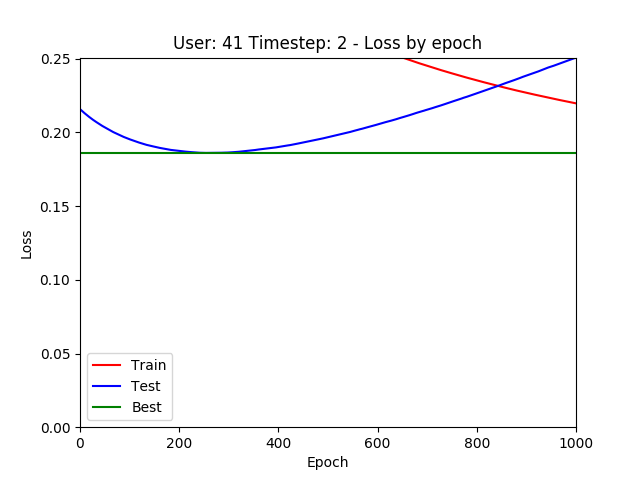 User: 41 Timestep: 2 - Loss by epoch
0.25
0.20
0.15
0.10
0.05
0.00
Loss
Train
Test
Best
0 200 400 600 800 1000
Epoch